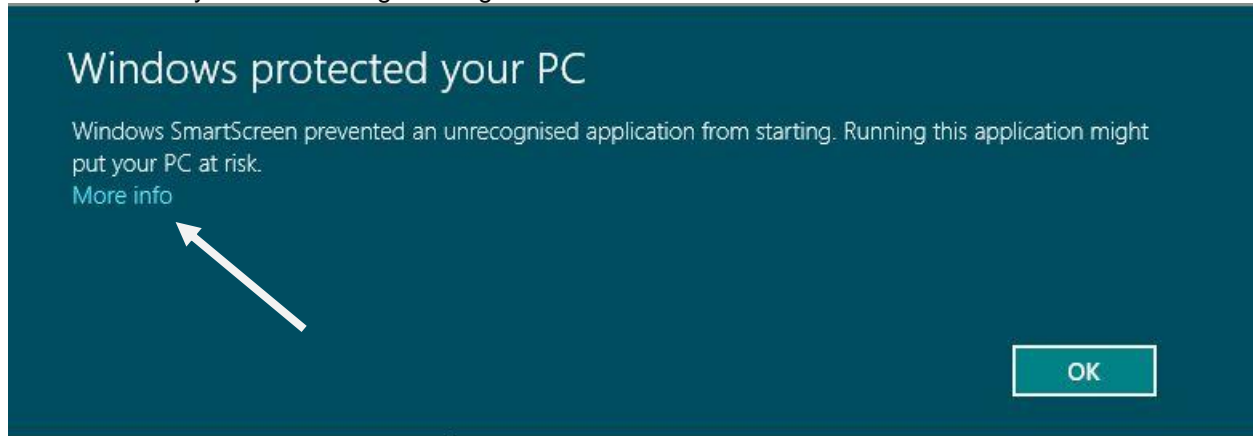 Windows protected your PC
Windows SmartScreen prevented an unrecognised application from starting. Running this application might
put your PC at risk.
More info
OK